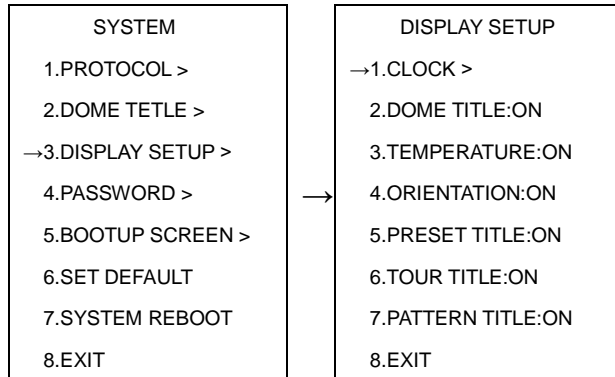 SYSTEM
1.PROTOCOL >
2.DOME TETLE >
→3.DISPLAY SETUP >
4.PASSWORD >
5.BOOTUP SCREEN >
6.SET DEFAULT
7.SYSTEM REBOOT
8.EXIT
→
DISPLAY SETUP
→1.CLOCK >
2.DOME TITLE:ON
3.TEMPERATURE:ON
4.ORIENTATION:ON
5.PRESET TITLE:ON
6.TOUR TITLE:ON
7.PATTERN TITLE:ON
8.EXIT